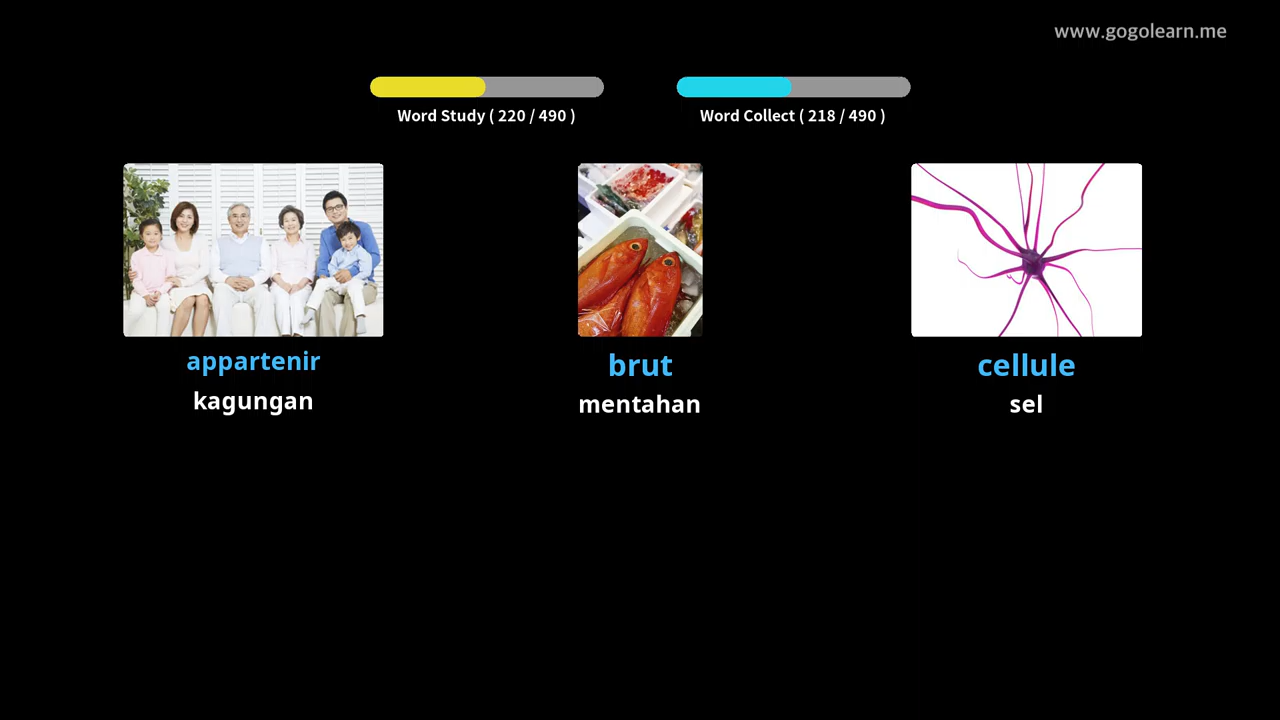 www.gogolearn.me
Word Study ( 220 / 490 )
Word Collect ( 218 / 490 )
appartenir
kagungan
brut
mentahan
cellule
sel